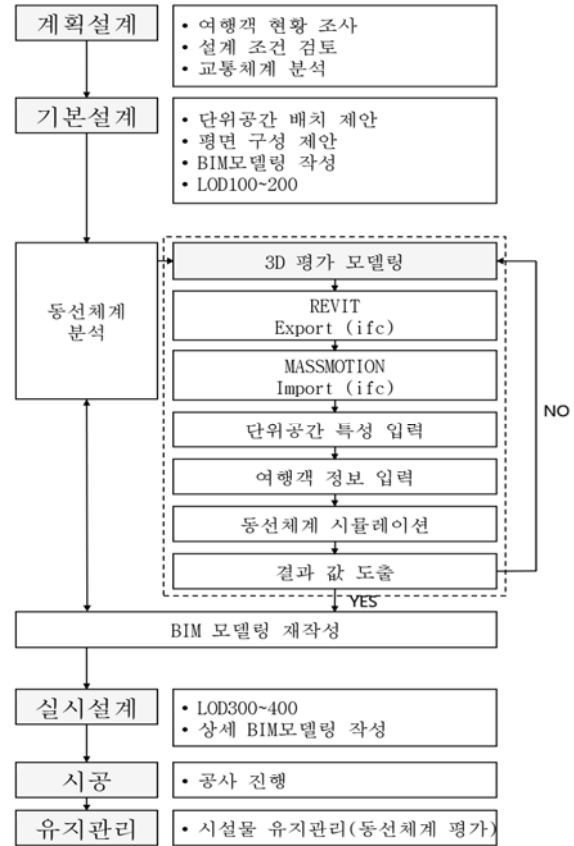 계획설계
• 여행객 현황 조사
• 설계 조건 검토
• 교통체계 분석
기본설계
• 단위공간 배치 제안
• 평면 구성 제안
• BIM모델링 작성
• LOD100~200
동선체계
분석
3D 평가 모델링
REVIT
Export (ifc)
MASSMOTION
Import (ifc)
단위공간 특성 입력
여행객 정보 입력
동선체계 시뮬레이션
결과 값 도출
NO
YES
BIM 모델링 재작성
실시설계
• LOD300~400
• 상세 BIM모델링 작성
시공
• 공사 진행
유지관리
• 시설물 유지관리(동선체계 평가)